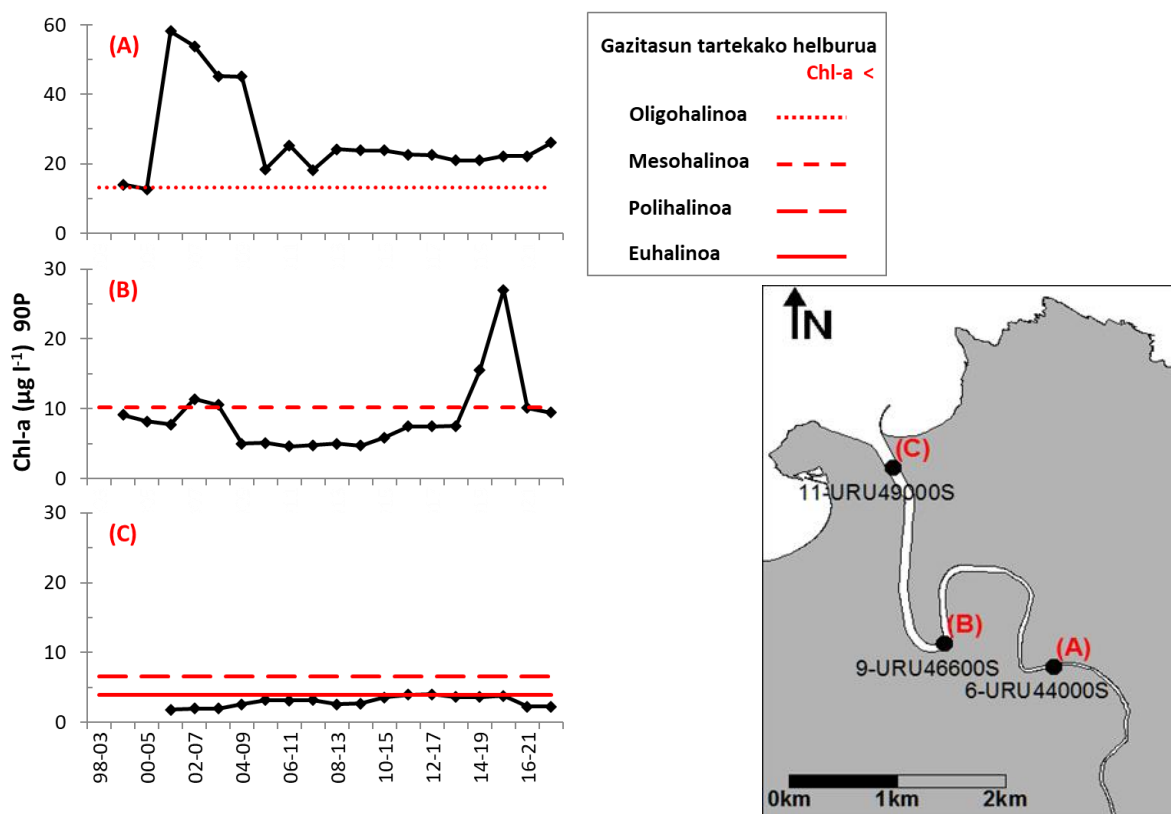 Chl-a (µg l-1) 90P
(A)
60
40
20
0
(B)
30
20
10
0
(C)
30
20
10
0
98-03
00-05
02-07
04-09
06-11
08-13
10-15
12-17
14-19
16-21
Gazitasun tartekako helburua
Chl-a <
Oligohalinoa
Mesohalinoa
Polihalinoa
Euhalinoa
N
(C)
11-URU49000S
(B)
9-URU46600S
(A)
6-URU44000S
0km 1km 2km